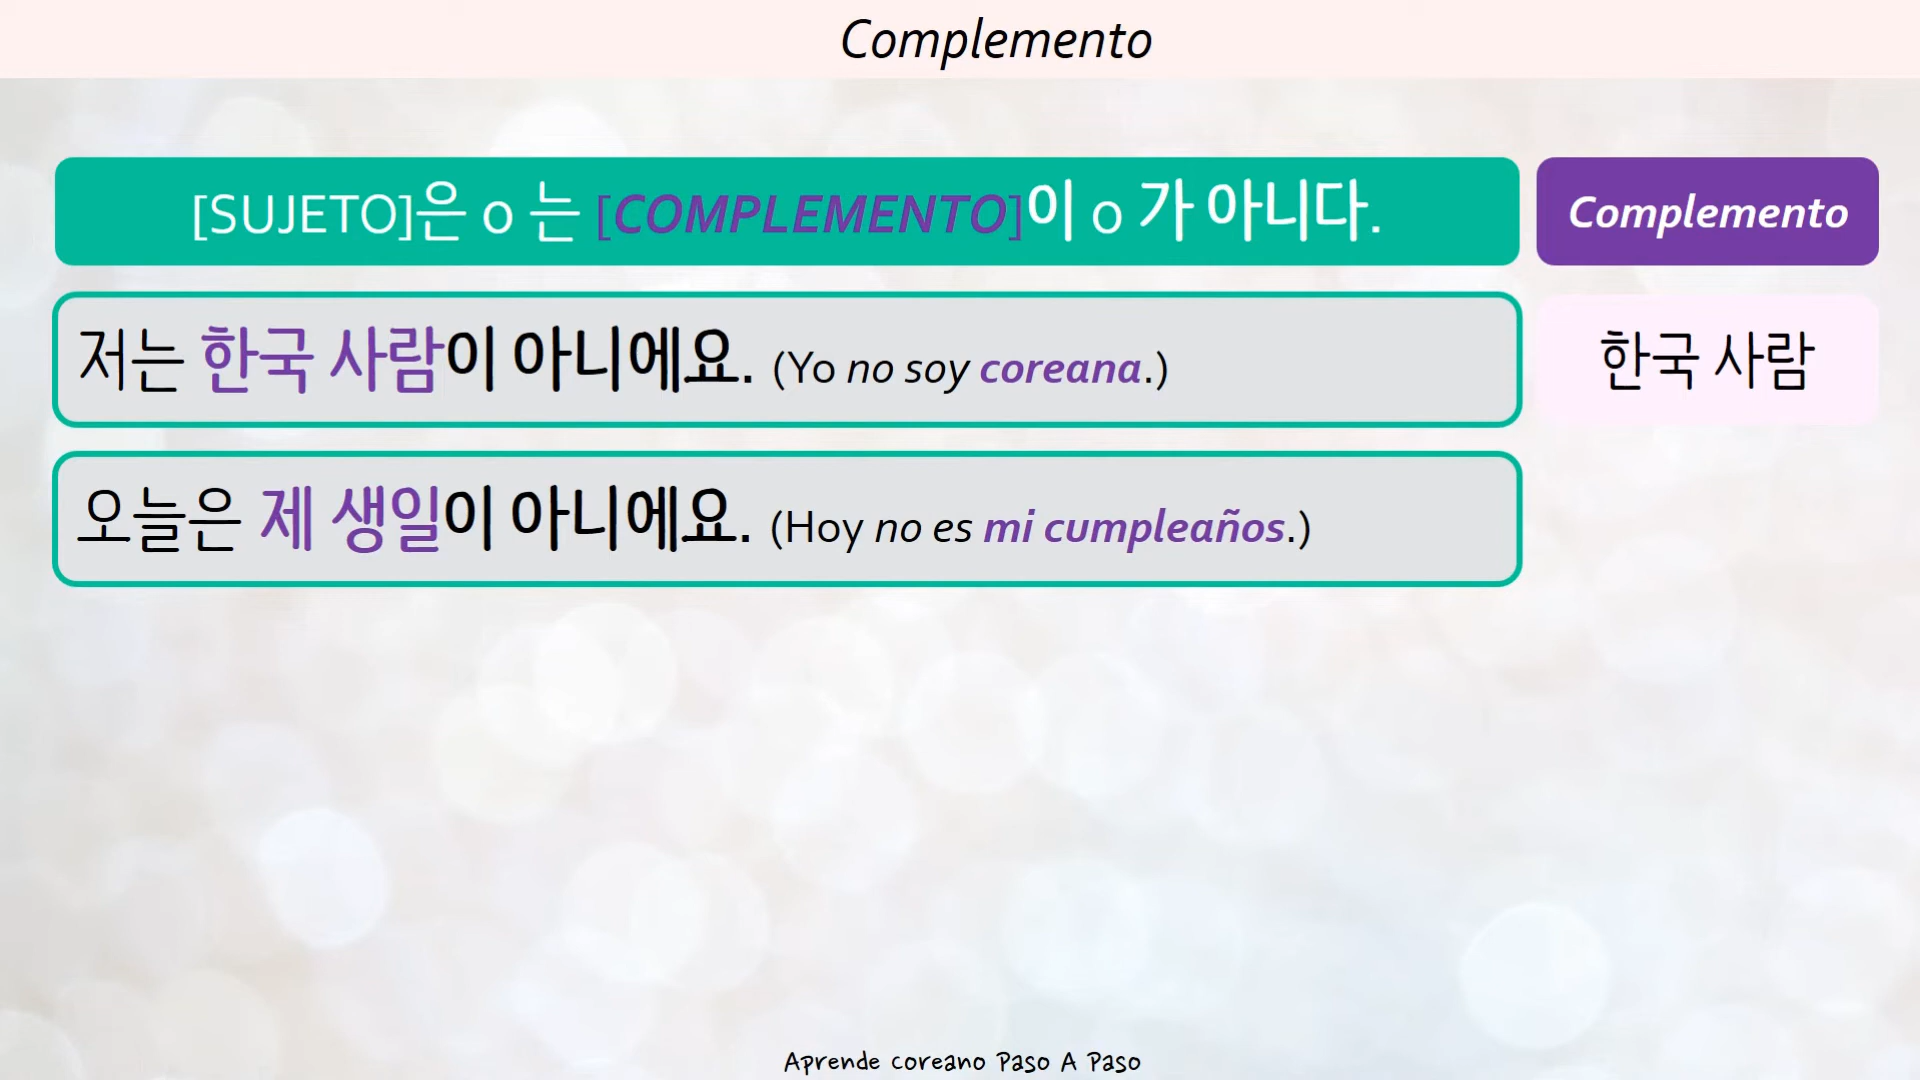 Complemento
[SUJETO]은 o 는 [COMPLEMENTO]이 o 가 아니다.
Complemento
저는 한국 사람이 아니에요. (Yo no soy coreana.)
한국 사람
오늘은 제 생일이 아니에요. (Hoy no es mi cumpleaños.)
Aprende coreano Paso A Paso